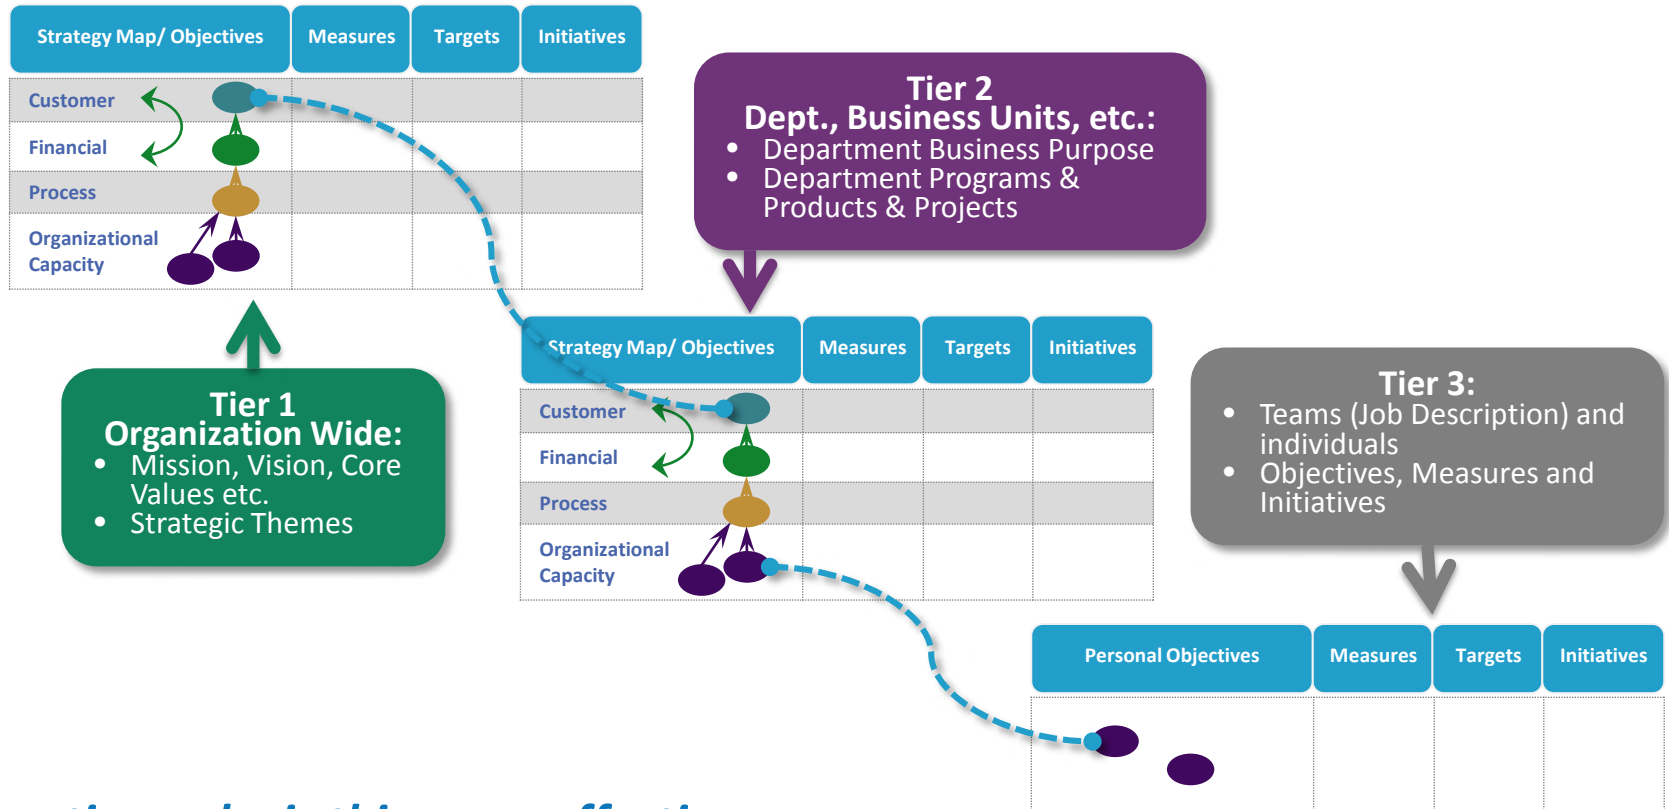 Strategy Map/ Objectives Measures Targets Initiatives
Customer
Financial
Process
Organizational
Capacity
Tier 1
Organization Wide:
• Mission, Vision, Core
Values etc.
• Strategic Themes
Tier 2
Dept., Business Units, etc.:
• Department Business Purpose
• Department Programs &
Products & Projects
Strategy Map/ Objectives Measures Targets Initiatives
Customer
Financial
Process
Organizational
Capacity
Tier 3:
• Teams (Job Description) and
individuals
• Objectives, Measures and
Initiatives
Personal Objectives Measures Targets Initiatives